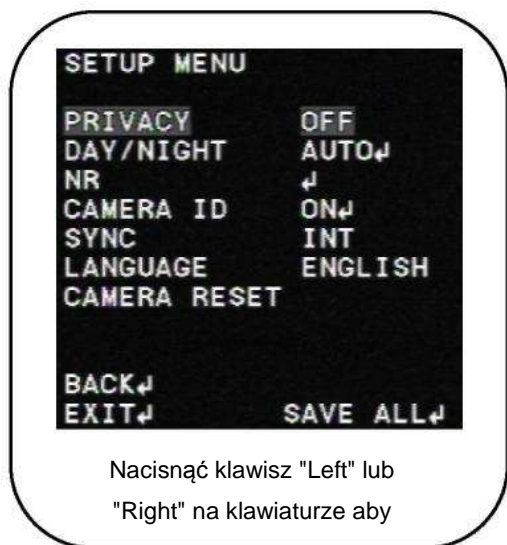 SETUP MENU
PRIVACY OFF
DAY/NIGHT AUTO↲
NR ↲
CAMERA ID ON↲
SYNC INT
LANGUAGE ENGLISH
CAMERA RESET
BACK↲
EXIT↲ SAVE ALL↲
Nacisnąć klawisz "Left" lub
"Right" na klawiaturze aby